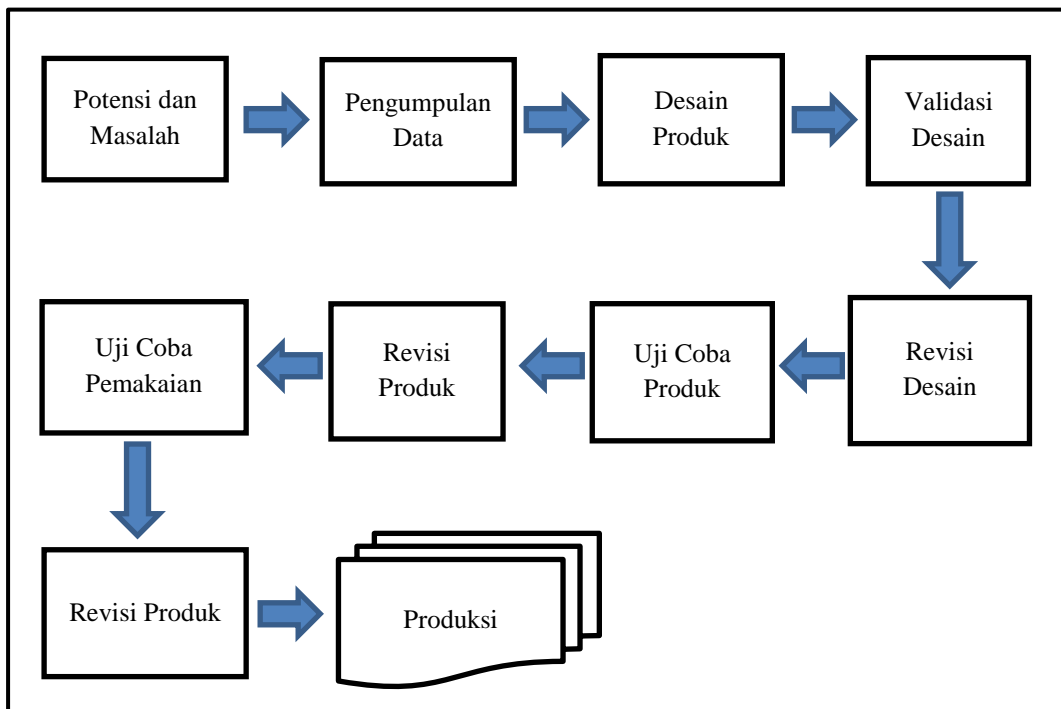 Potensi dan
Masalah
Pengumpulan
Data
Desain
Produk
Validasi
Desain
Revisi
Desain
Uji Coba
Produk
Revisi
Produk
Uji Coba
Pemakaian
Revisi Produk
Produksi